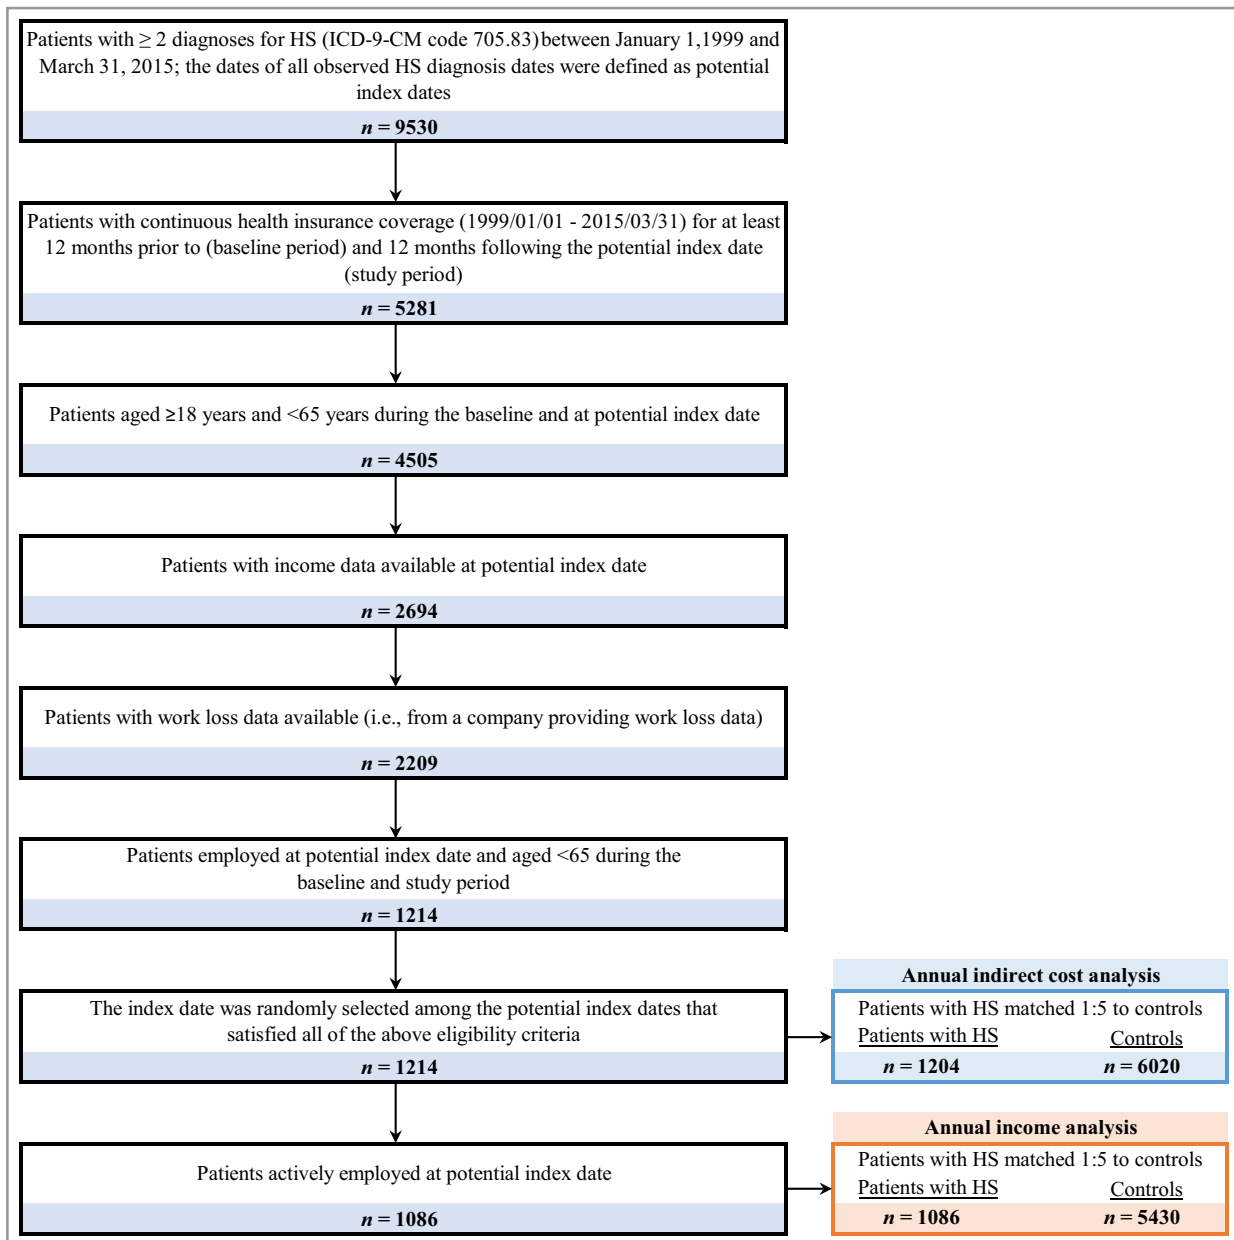 Patients with ≥ 2 diagnoses for HS (ICD-9-CM code 705.83)between January 1,1999 and
March 31, 2015; the dates of all observed HS diagnosis dates were defined as potential
index dates
n = 9530
Patients with continuous health insurance coverage (1999/01/01 - 2015/03/31) for at least
12 months prior to (baseline period) and 12 months following the potential index date
(study period)
n = 5281
Patients aged ≥18 years and <65 years during the baseline and at potential index date
n = 4505
Patients with income data available at potential index date
n = 2694
Patients with work loss data available (i.e., from a company providing work loss data)
n = 2209
Patients employed at potential index date and aged <65 during the
baseline and study period
n = 1214
The index date was randomly selected among the potential index dates that
satisfied all of the above eligibility criteria
n = 1214
Annual indirect cost analysis
Patients with HS matched 1:5 to controls
Patients with HS Controls
n = 1204 n = 6020
Patients actively employed at potential index date
n = 1086
Annual income analysis
Patients with HS matched 1:5 to controls
Patients with HS Controls
n = 1086 n = 5430